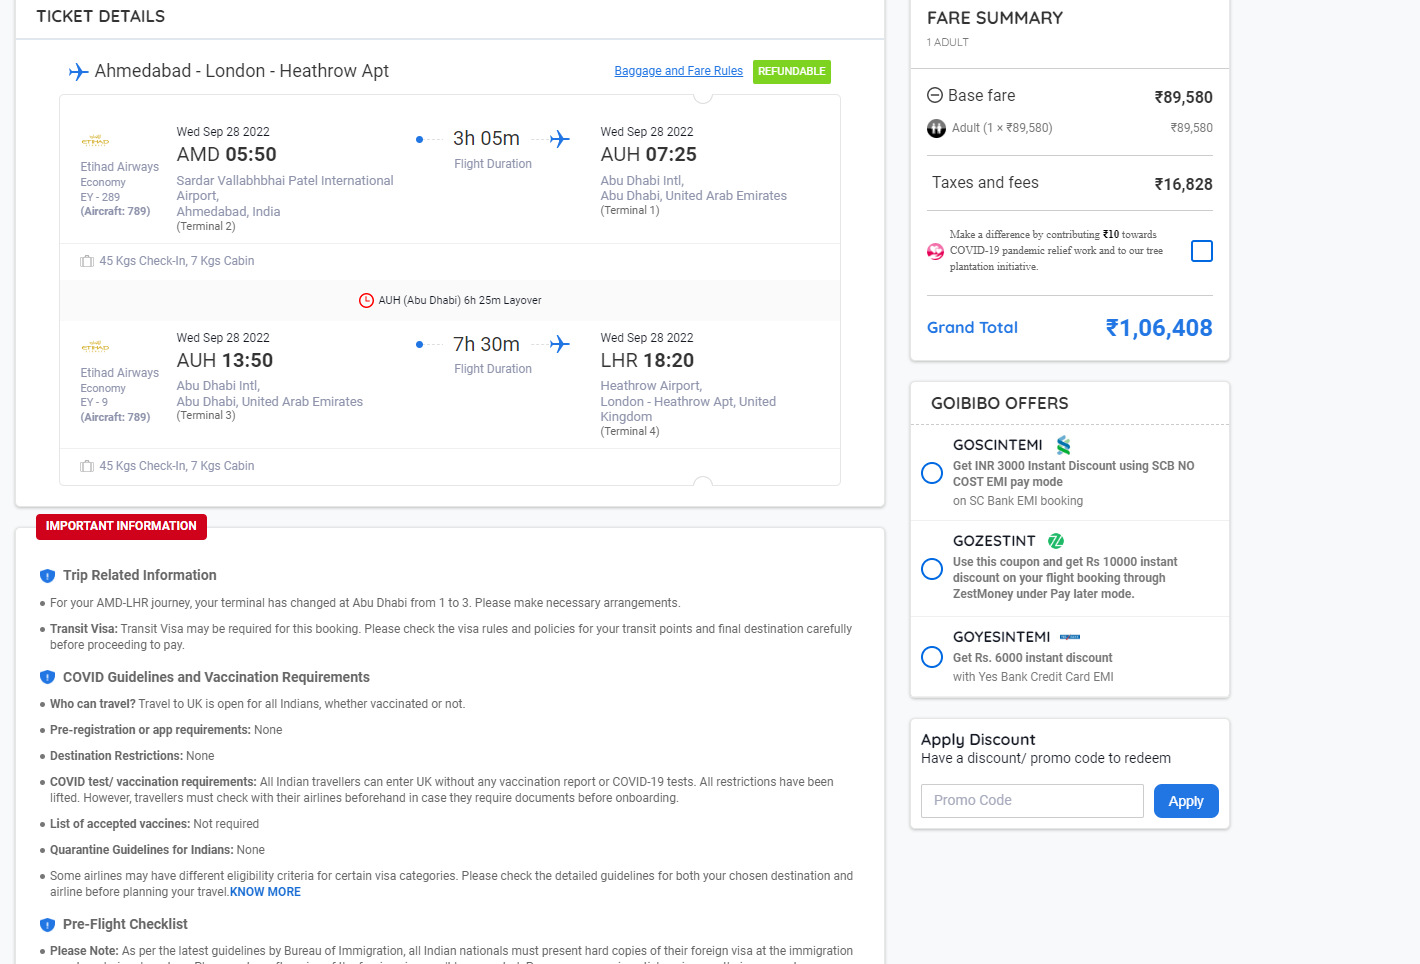 TICKET DETAILS
Ahmedabad - London - Heathrow Apt
Baggage and Fare Rules
REFUNDABLE
ETIHAD
Etihad Airways
Economy
EY - 289
(Aircraft: 789)
Wed Sep 28 2022
AMD 05:50
Sardar Vallabhbhai Patel International
Airport,
Ahmedabad, India
(Terminal 2)
3h 05m
Flight Duration
Wed Sep 28 2022
AUH 07:25
Abu Dhabi Intl,
Abu Dhabi, United Arab Emirates
(Terminal 1)
45 Kgs Check-In, 7 Kgs Cabin
AUH (Abu Dhabi) 6h 25m Layover
ETIHAD
Etihad Airways
Economy
EY - 9
(Aircraft: 789)
Wed Sep 28 2022
AUH 13:50
Abu Dhabi Intl,
Abu Dhabi, United Arab Emirates
(Terminal 3)
7h 30m
Flight Duration
Wed Sep 28 2022
LHR 18:20
Heathrow Airport,
London - Heathrow Apt, United
Kingdom
(Terminal 4)
45 Kgs Check-In, 7 Kgs Cabin
IMPORTANT INFORMATION
Trip Related Information
• For your AMD-LHR journey, your terminal has changed at Abu Dhabi from 1 to 3. Please make necessary arrangements.
• Transit Visa: Transit Visa may be required for this booking. Please check the visa rules and policies for your transit points and final destination carefully
before proceeding to pay.
COVID Guidelines and Vaccination Requirements
• Who can travel? Travel to UK is open for all Indians, whether vaccinated or not.
• Pre-registration or app requirements: None
• Destination Restrictions: None
• COVID test/ vaccination requirements: All Indian travellers can enter UK without any vaccination report or COVID-19 tests. All restrictions have been
lifted. However, travellers must check with their airlines beforehand in case they require documents before onboarding.
• List of accepted vaccines: Not required
• Quarantine Guidelines for Indians: None
• Some airlines may have different eligibility criteria for certain visa categories. Please check the detailed guidelines for both your chosen destination and
airline before planning your travel.KNOW MORE
Pre-Flight Checklist
• Please Note: As per the latest guidelines by Bureau of Immigration, all Indian nationals must present hard copies of their foreign visa at the immigration
FARE SUMMARY
1 ADULT
Base fare ₹89,580
Adult (1 × ₹89,580) ₹89,580
Taxes and fees ₹16,828
Make a difference by contributing ₹10 towards
COVID-19 pandemic relief work and to our tree
plantation initiative.
Grand Total ₹1,06,408
GOIBIBO OFFERS
GOSCINTEMI
Get INR 3000 Instant Discount using SCB NO
COST EMI pay mode
on SC Bank EMI booking
GOZESTINT
Use this coupon and get Rs 10000 instant
discount on your flight booking through
ZestMoney under Pay later mode.
GOYESINTEMI
Get Rs. 6000 instant discount
with Yes Bank Credit Card EMI
Apply Discount
Have a discount/ promo code to redeem
Promo Code
Apply